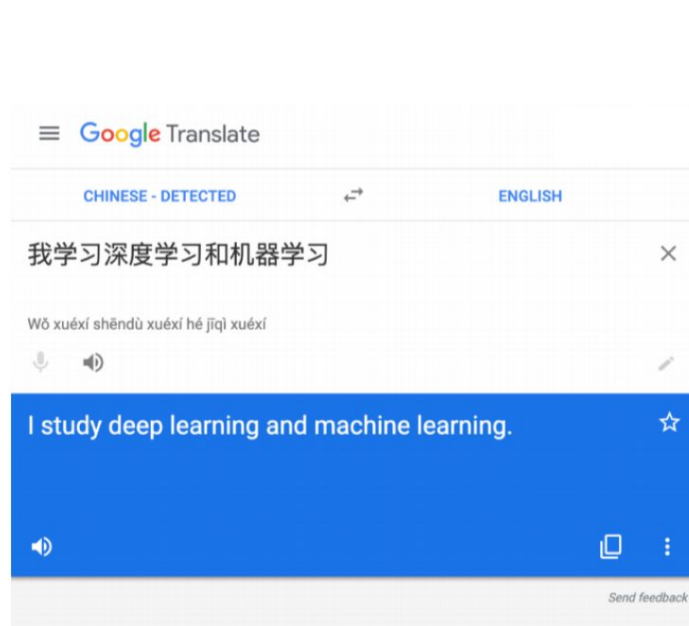 Google Translate
CHINESE - DETECTED
ENGLISH
我学习深度学习和机器学习
Wǒ xuéxí shēndù xuéxí hé jīqì xuéxí
I study deep learning and machine learning.
Send feedback